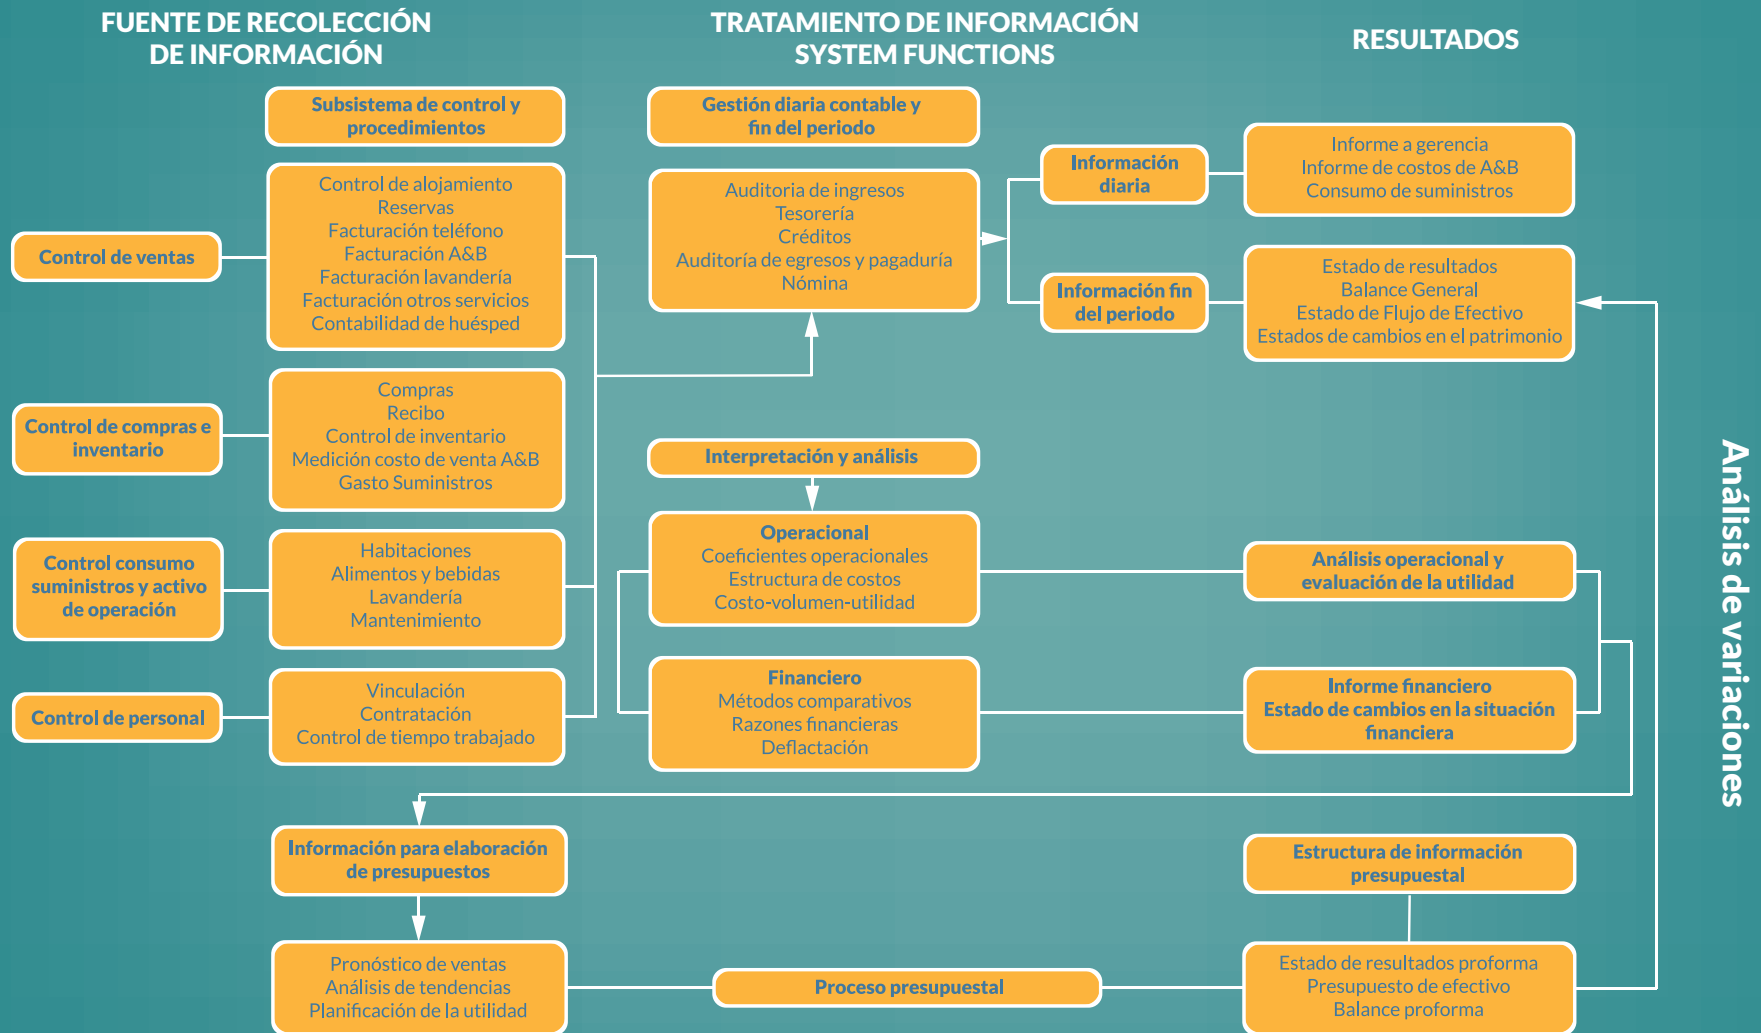 FUENTE DE RECOLECCIÓN
DE INFORMACIÓN
TRATAMIENTO DE INFORMACIÓN
SYSTEM FUNCTIONS
RESULTADOS
Subsistema de control y
procedimientos
Gestión diaria contable y
fin del periodo
Control de ventas
Control de alojamiento
Reservas
Facturación teléfono
Facturación A&B
Facturación lavandería
Facturación otros servicios
Contabilidad de huésped
Auditoria de ingresos
Tesorería
Créditos
Auditoría de egresos y pagaduría
Nómina
Información
diaria
Informe a gerencia
Informe de costos de A&B
Consumo de suministros
Información fin
del periodo
Estado de resultados
Balance General
Estado de Flujo de Efectivo
Estados de cambios en el patrimonio
Control de compras e
inventario
Compras
Recibo
Control de inventario
Medición costo de venta A&B
Gasto Suministros
Interpretación y análisis
Control consumo
suministros y activo
de operación
Habitaciones
Alimentos y bebidas
Lavandería
Mantenimiento
Operacional
Coeficientes operacionales
Estructura de costos
Costo-volumen-utilidad
Análisis operacional y
evaluación de la utilidad
Control de personal
Vinculación
Contratación
Control de tiempo trabajado
Financiero
Métodos comparativos
Razones financieras
Deflactación
Informe financiero
Estado de cambios en la situación
financiera
Análisis de variaciones
Información para elaboración
de presupuestos
Estructura de información
presupuestal
Pronóstico de ventas
Análisis de tendencias
Planificación de la utilidad
Proceso presupuestal
Estado de resultados proforma
Presupuesto de efectivo
Balance proforma